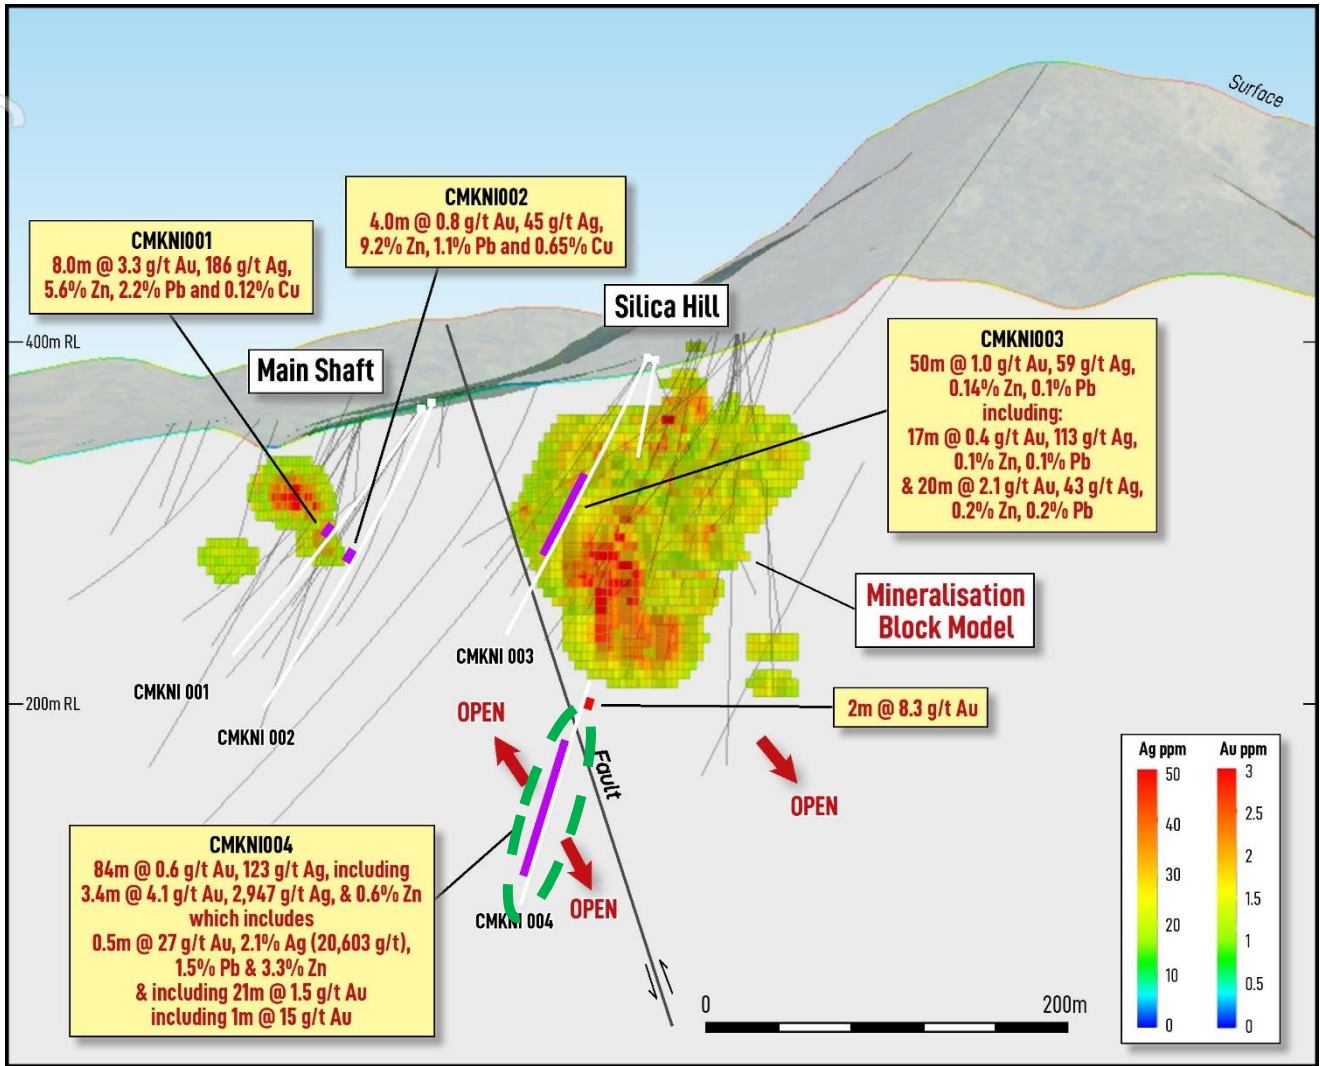 Surface
CMKNI002
4.0m @ 0.8 g/t Au, 45 g/t Ag,
9.2% Zn, 1.1% Pb and 0.65% Cu
CMKNI001
8.0m @ 3.3 g/t Au, 186 g/t Ag,
5.6% Zn, 2.2% Pb and 0.12% Cu
Silica Hill
400m RL
Main Shaft
CMKNI003
50m @ 1.0 g/t Au, 59 g/t Ag,
0.14% Zn, 0.1% Pb
including:
17m @ 0.4 g/t Au, 113 g/t Ag,
0.1% Zn, 0.1% Pb
& 20m @ 2.1 g/t Au, 43 g/t Ag,
0.2% Zn, 0.2% Pb
Mineralisation
Block Model
CMKNI 003
CMKNI 001
200m RL
CMKNI 002
OPEN
2m @ 8.3 g/t Au
Fault
OPEN
OPEN
CMKNI 004
CMKNI004
84m @ 0.6 g/t Au, 123 g/t Ag, including
3.4m @ 4.1 g/t Au, 2,947 g/t Ag, & 0.6% Zn
which includes
0.5m @ 27 g/t Au, 2.1% Ag (20,603 g/t),
1.5% Pb & 3.3% Zn
& including 21m @ 1.5 g/t Au
including 1m @ 15 g/t Au
0 200m
Ag ppm Au ppm
50 3
2.5
40
30 2
1.5
20
1
10 0.5
0 0